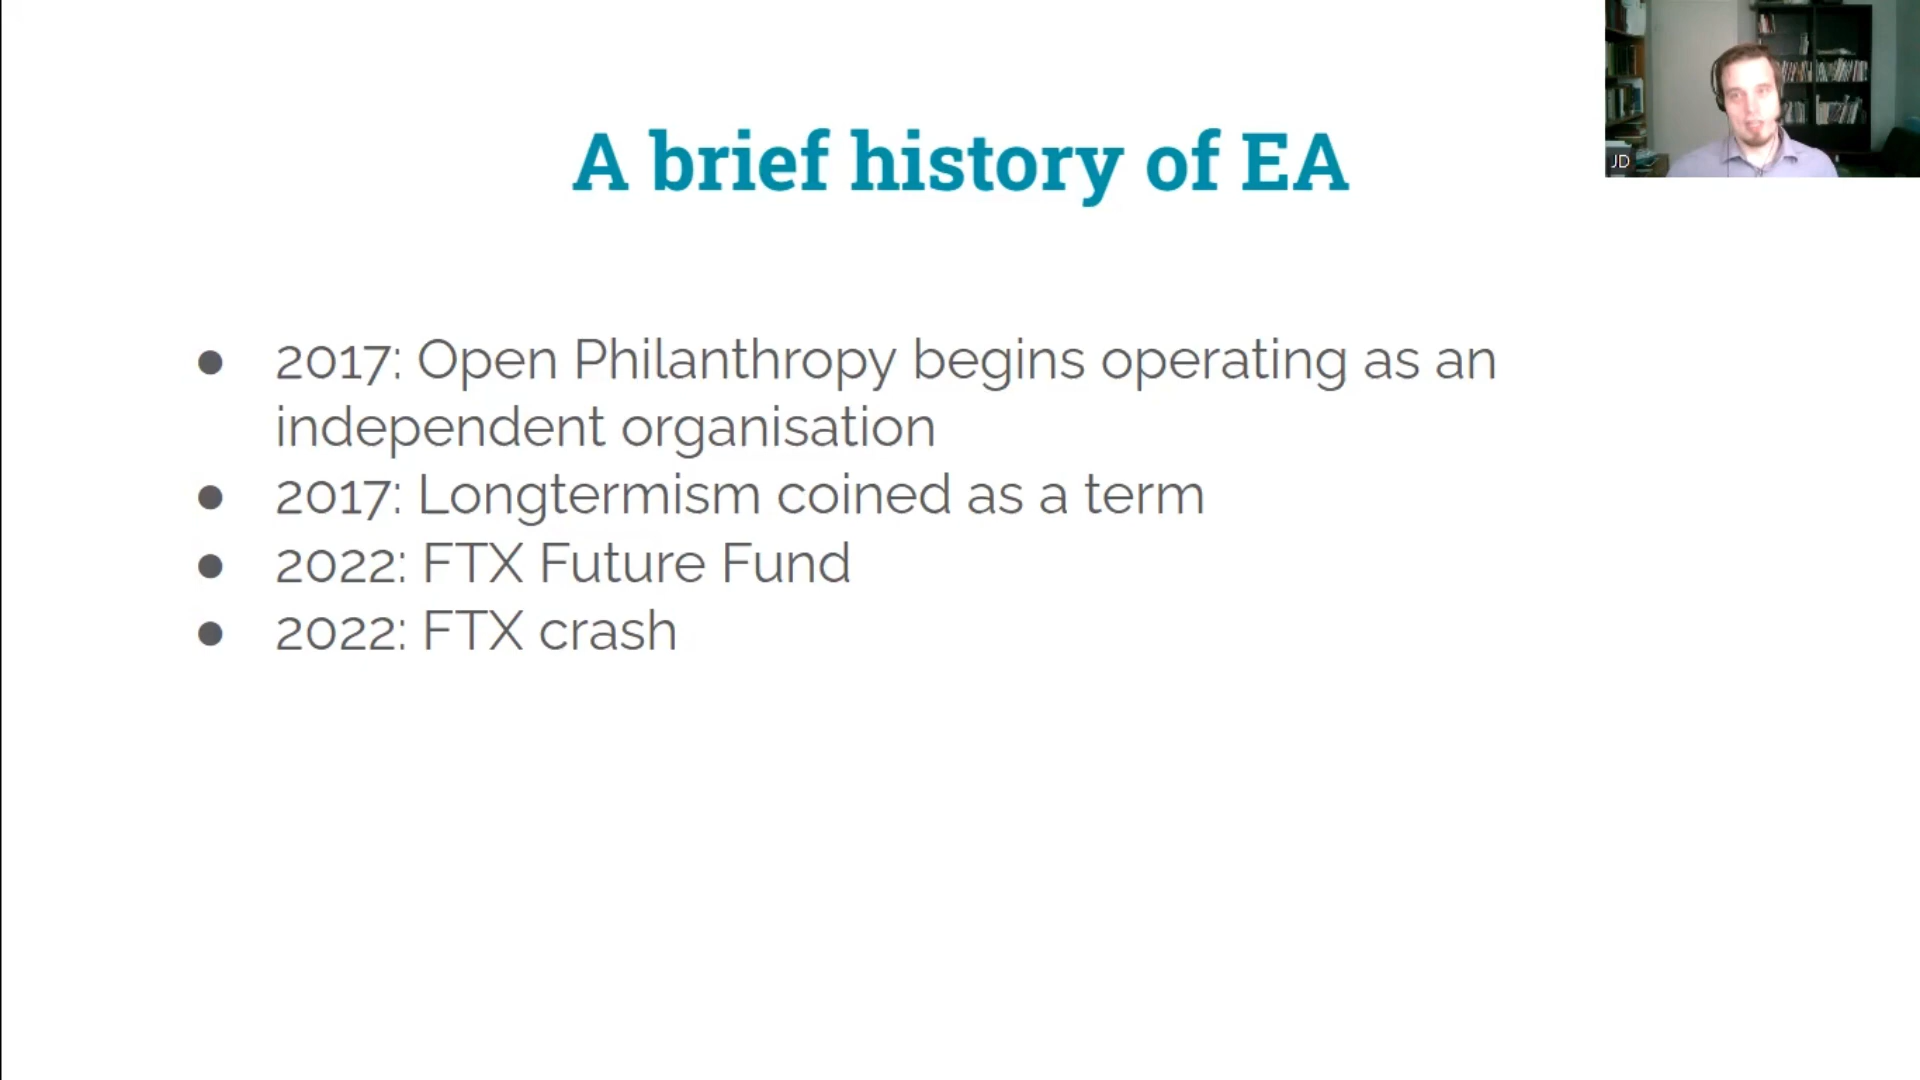 A brief history of EA
JD
● 2017: Open Philanthropy begins operating as an
independent organisation
● 2017: Longtermism coined as a term
● 2022: FTX Future Fund
● 2022: FTX crash